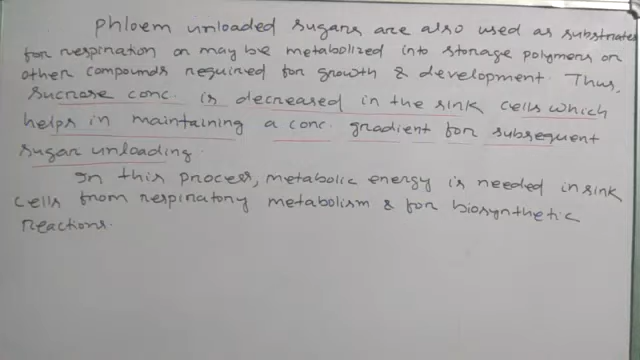 Phloem unloaded sugars are also used as substrates
for respiration or may be metabolized into storage polymers or
other compounds required for growth & development. Thus,
sucrose conc. is decreased in the sink cells which
helps in maintaining a conc. gradient for subsequent
sugar unloading.
In this process, metabolic energy is needed in sink
cells from respiratory metabolism & for biosynthetic
reactions.